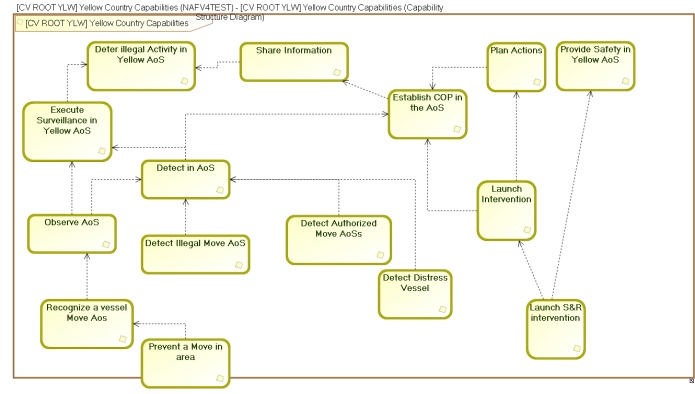 [CV ROOT YLW] Yellow Country Capabilities (NAFV4TEST) - [CV ROOT YLW] Yellow Country Capabilities (Capability
Structure Diagram)
[CV ROOT YLW] Yellow Country Capabilities
Deter illegal Activity in
Yellow AoS
Share Information
Plan Actions
Provide Safety in
Yellow AoS
Establish COP in
the AoS
Execute
Surveillance in
Yellow AoS
Detect in AoS
Launch
Intervention
Observe AoS
Detect Illegal Move AoS
Detect Authorized
Move AoSs
Detect Distress
Vessel
Recognize a vessel
Move Aos
Launch S&R
intervention
Prevent a Move in
area